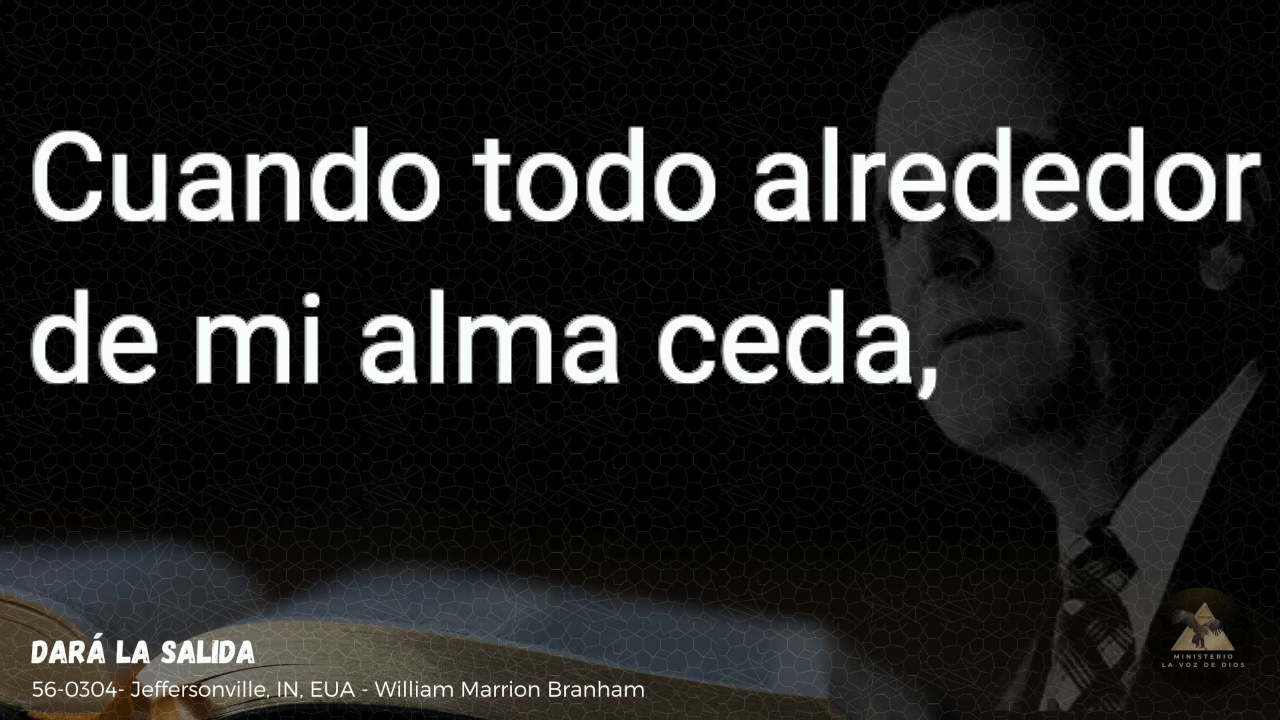 Cuando todo alrededor
de mi alma ceda,
DARÁ LA SALIDA
56-0304- Jeffersonville, IN, EUA - William Marrion Branham
MINISTERIO
LA VOZ DE DIOS